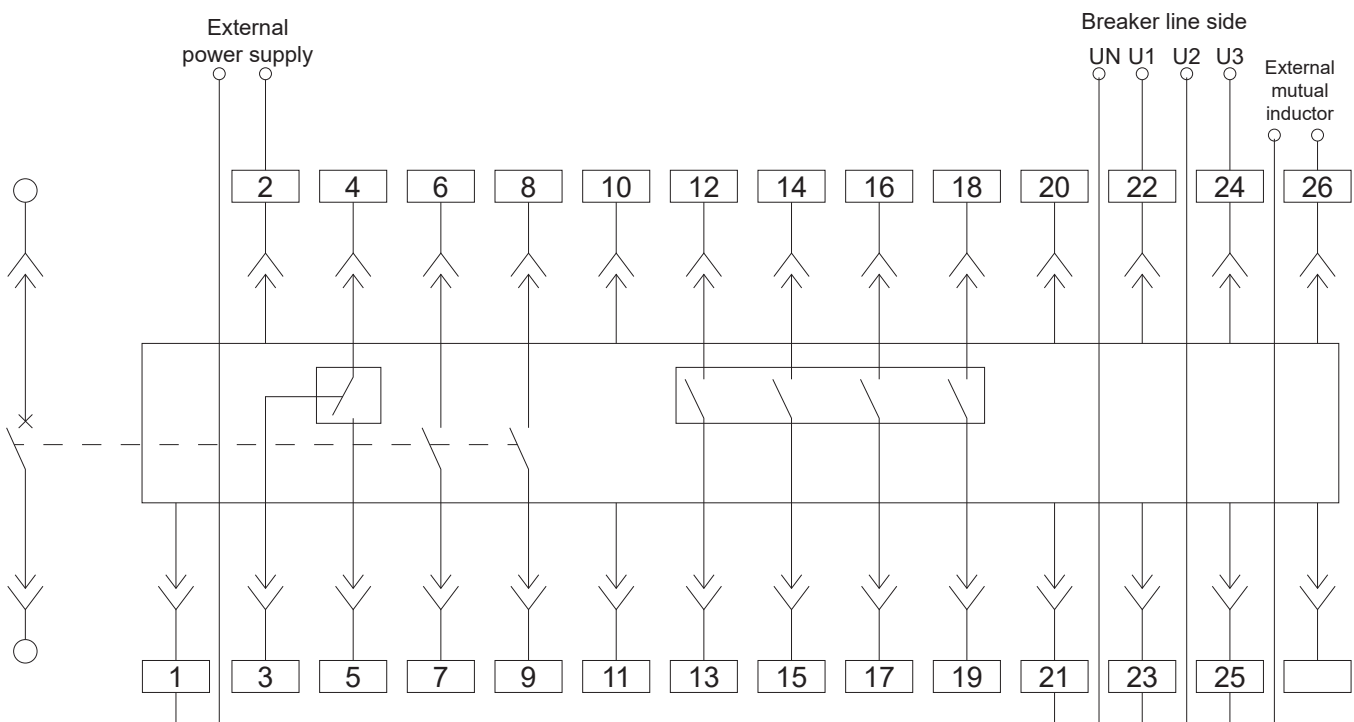 External
power supply
Breaker line side
UN U1 U2 U3
External
mutual
inductor
2 4 6 8 10 12 14 16 18 20 22 24 26
1 3 5 7 9 11 13 15 17 19 21 23 25